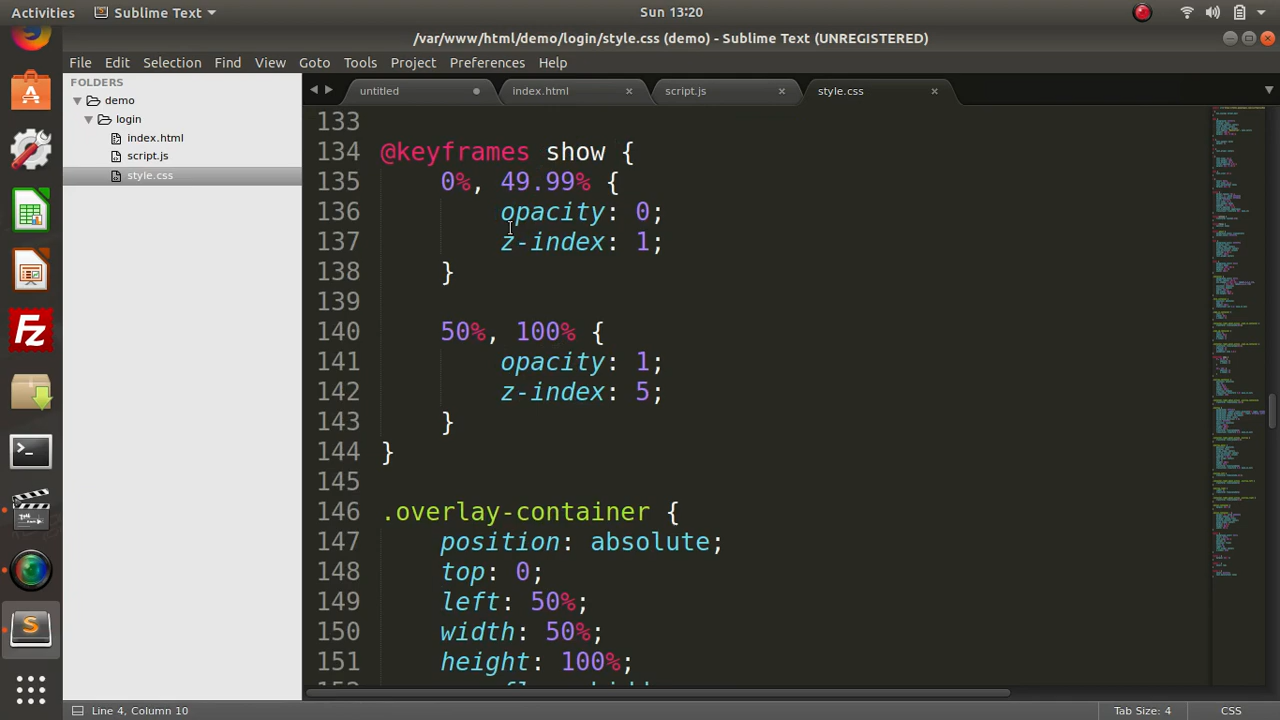 Activities Sublime Text Sun 13:20
/var/www/html/demo/login/style.css (demo) - Sublime Text (UNREGISTERED)
File Edit Selection Find View Goto Tools Project Preferences Help
FOLDERS
demo
login
index.html
script.js
style.css
untitled index.html script.js style.css
133
134 @keyframes show {
135 0%, 49.99% {
136 opacity: 0;
137 z-index: 1;
138 }
139
140 50%, 100% {
141 opacity: 1;
142 z-index: 5;
143 }
144 }
145
146 .overlay-container {
147 position: absolute;
148 top: 0;
149 left: 50%;
150 width: 50%;
151 height: 100%;
Line 4, Column 10 Tab Size: 4 CSS